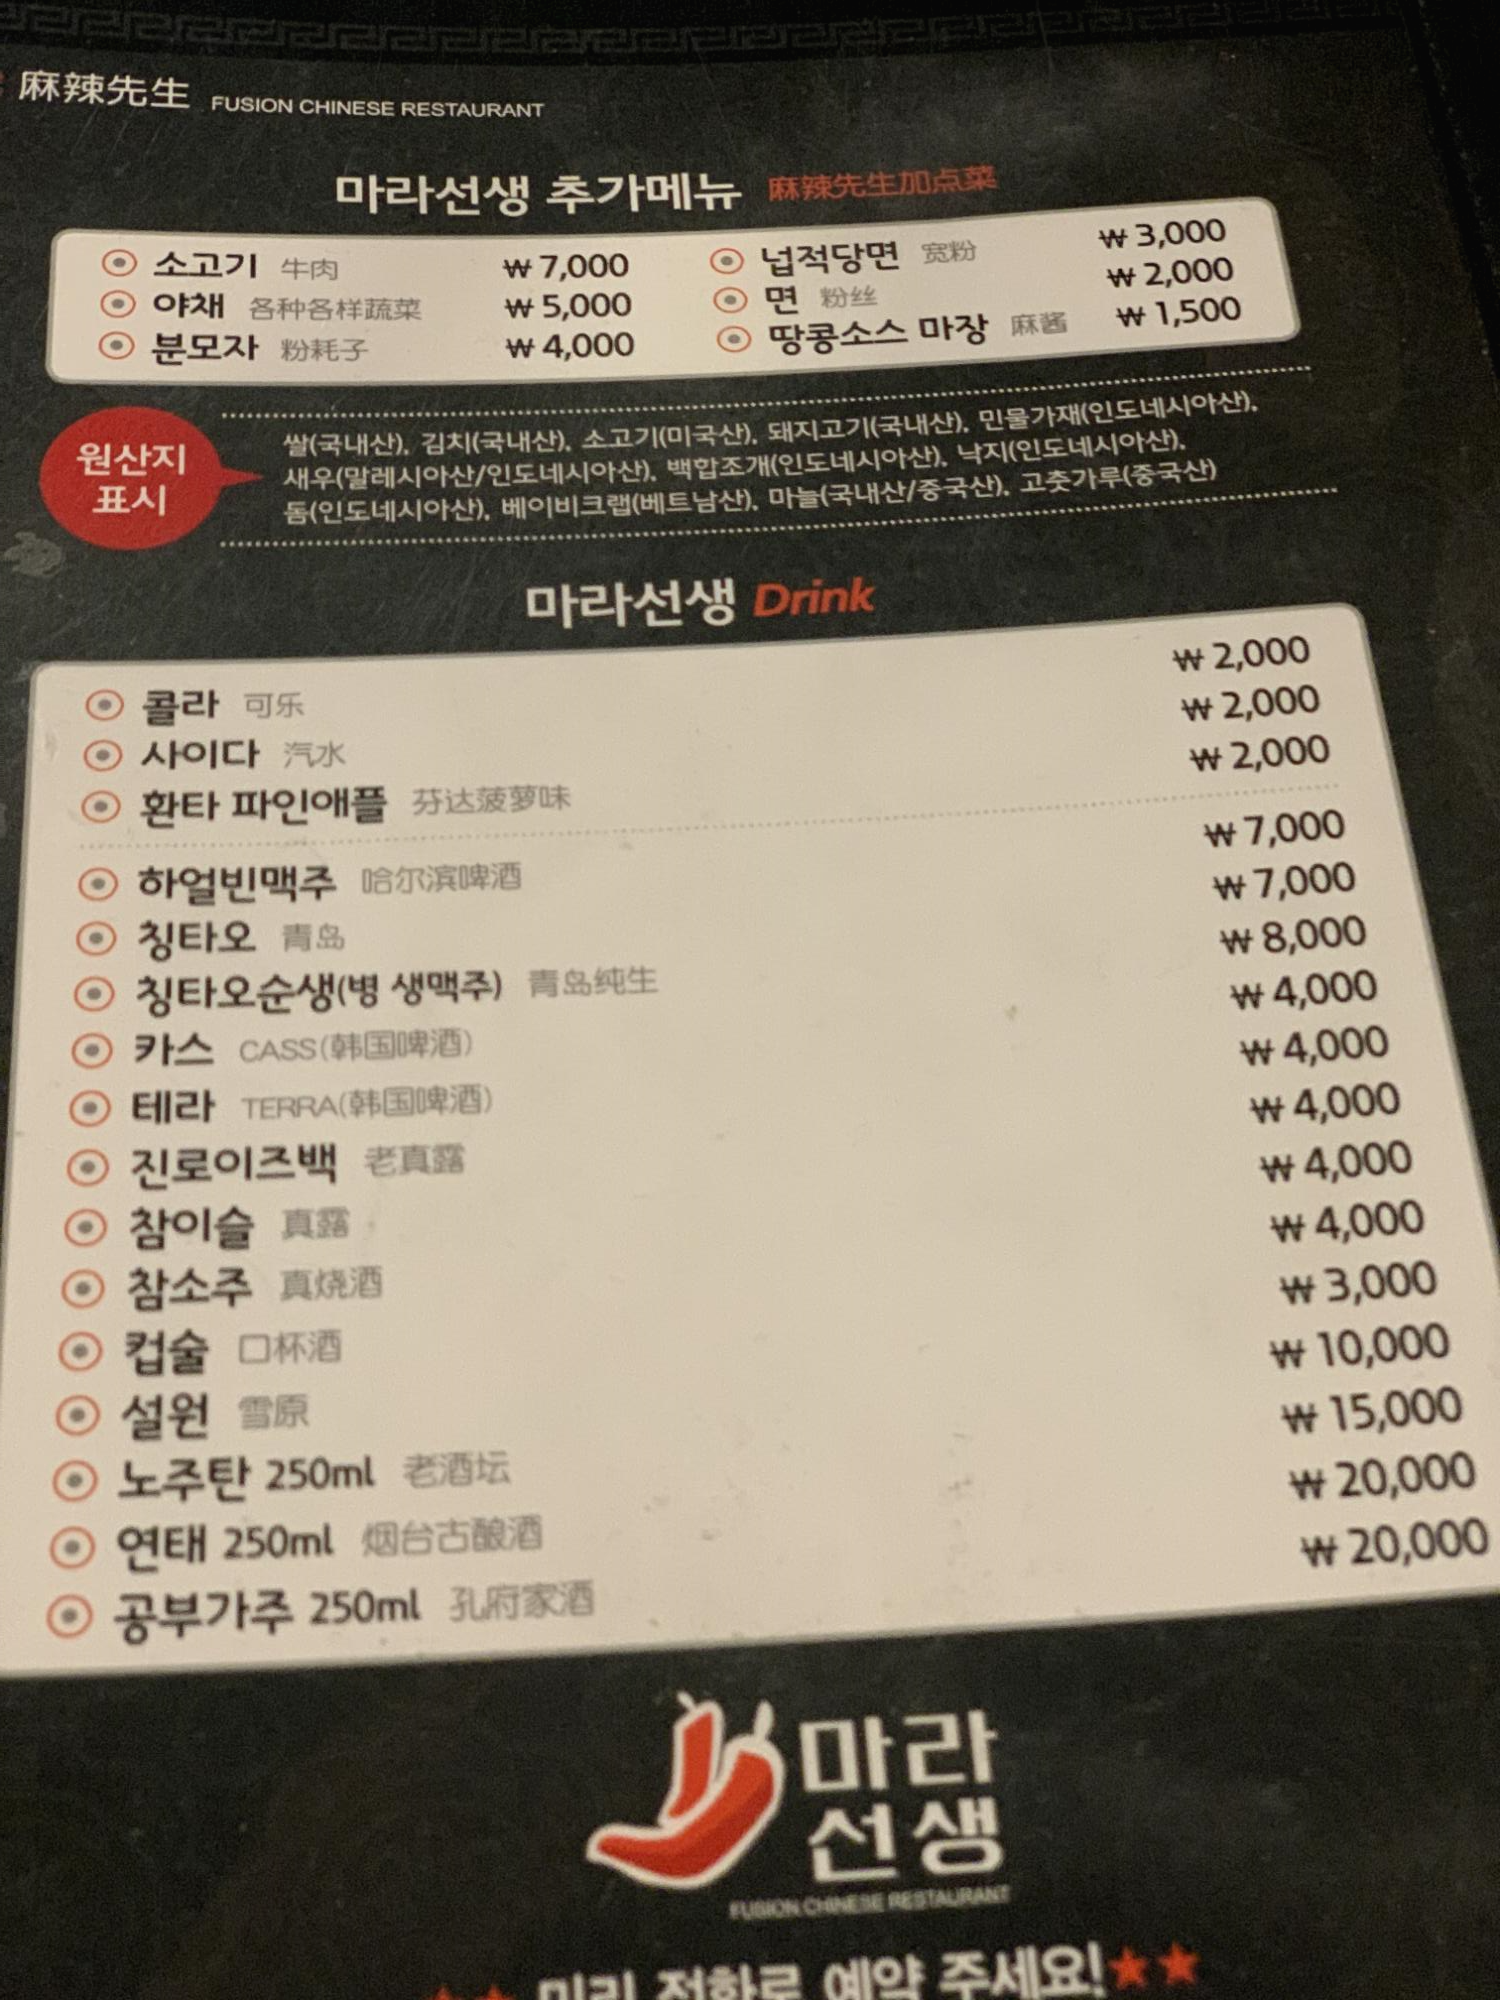 麻辣先生 FUSION CHINESE RESTAURANT
마라선생 추가메뉴 麻辣先生加点菜
소고기 牛肉 ₩ 7,000
야채 各种各样蔬菜 ₩ 5,000
분모자 粉耗子 ₩ 4,000
넙적당면 宽粉 ₩ 3,000
면 粉丝 ₩ 2,000
땅콩소스 마장 麻酱 ₩ 1,500
원산지
표시
쌀(국내산), 김치(국내산), 소고기(미국산), 돼지고기(국내산), 민물가재(인도네시아산),
새우(말레시아산/인도네시아산), 백합조개(인도네시아산), 낙지(인도네시아산),
돔(인도네시아산), 베이비크랩(베트남산), 마늘(국내산/중국산), 고춧가루(중국산)
마라선생 Drink
콜라 可乐 ₩ 2,000
사이다 汽水 ₩ 2,000
환타 파인애플 芬达菠萝味 ₩ 2,000
하얼빈맥주 哈尔滨啤酒 ₩ 7,000
칭타오 青岛 ₩ 7,000
칭타오순생(병 생맥주) 青岛纯生 ₩ 8,000
카스 CASS(韩国啤酒) ₩ 4,000
테라 TERRA(韩国啤酒) ₩ 4,000
진로이즈백 老真露 ₩ 4,000
참이슬 真露 ₩ 4,000
참소주 真烧酒 ₩ 4,000
컵술 口杯酒 ₩ 3,000
설원 雪原 ₩ 10,000
노주탄 250ml 老酒坛 ₩ 15,000
연태 250ml 烟台古酿酒 ₩ 20,000
공부가주 250ml 孔府家酒 ₩ 20,000
마라
선생
FUSION CHINESE RESTAURANT
미리 전화로 예약 주세요!